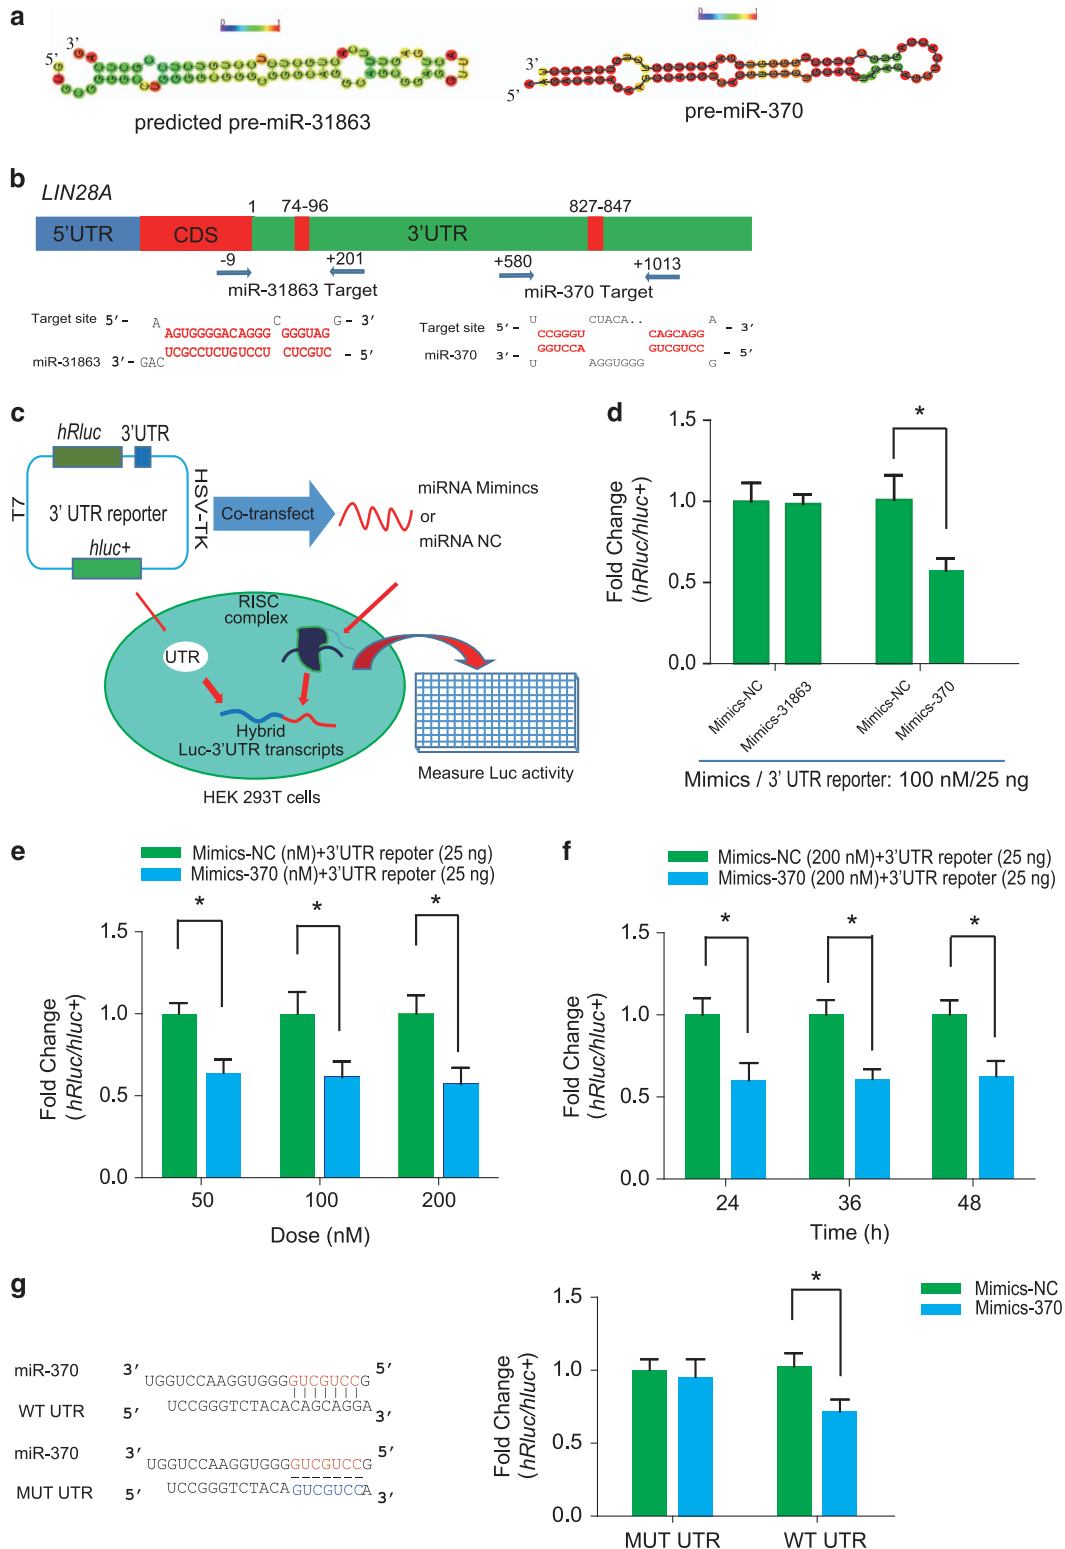 a
0 1
0 1
3'
5'
3'
5'
predicted pre-miR-31863
pre-miR-370
b
LIN28A
1 74-96 827-847
5'UTR CDS 3'UTR
-9 +201 +580 +1013
miR-31863 Target miR-370 Target
Target site 5'- A AGUGGGGACAGGG C GGGUAG G - 3'
miR-31863 3'- GAC UCGCCUCUGUCCU CUCGUC - 5'
Target site 5'- U CCGGGU CUACA.. CAGCAGG A - 3'
miR-370 3'- U GGUCCA AGGUGGG GUCGUCC G - 5'
c
hRluc 3'UTR
T7
3' UTR reporter
HSV-TK
hluc+
Co-transfect
miRNA Mimincs
or
miRNA NC
RISC
complex
UTR
Hybrid
Luc-3'UTR transcripts
HEK 293T cells
Measure Luc activity
d
Fold Change
(hRluc/hluc+)
1.5
1.0
0.5
0.0
*
Mimics-NC
Mimics-31863
Mimics-NC
Mimics-370
Mimics / 3' UTR reporter: 100 nM/25 ng
e
Mimics-NC (nM)+3'UTR repoter (25 ng)
Mimics-370 (nM)+3'UTR repoter (25 ng)
Fold Change
(hRluc/hluc+)
1.5
1.0
0.5
0.0
* * *
50 100 200
Dose (nM)
f
Mimics-NC (200 nM)+3'UTR repoter (25 ng)
Mimics-370 (200 nM)+3'UTR repoter (25 ng)
Fold Change
(hRluc/hluc+)
1.5
1.0
0.5
0.0
* * *
24 36 48
Time (h)
g
miR-370 3' UGGUCCAAGGUGGGGUCGUCCG 5'
WT UTR 5' UCCGGGTCTACACAGCAGGA 3'
miR-370 3' UGGUCCAAGGUGGGGUCGUCCG 5'
MUT UTR 5' UCCGGGTCTACAGUCGUCCA 3'
Mimics-NC
Mimics-370
Fold Change
(hRluc/hluc+)
1.5
1.0
0.5
0.0
*
MUT UTR WT UTR